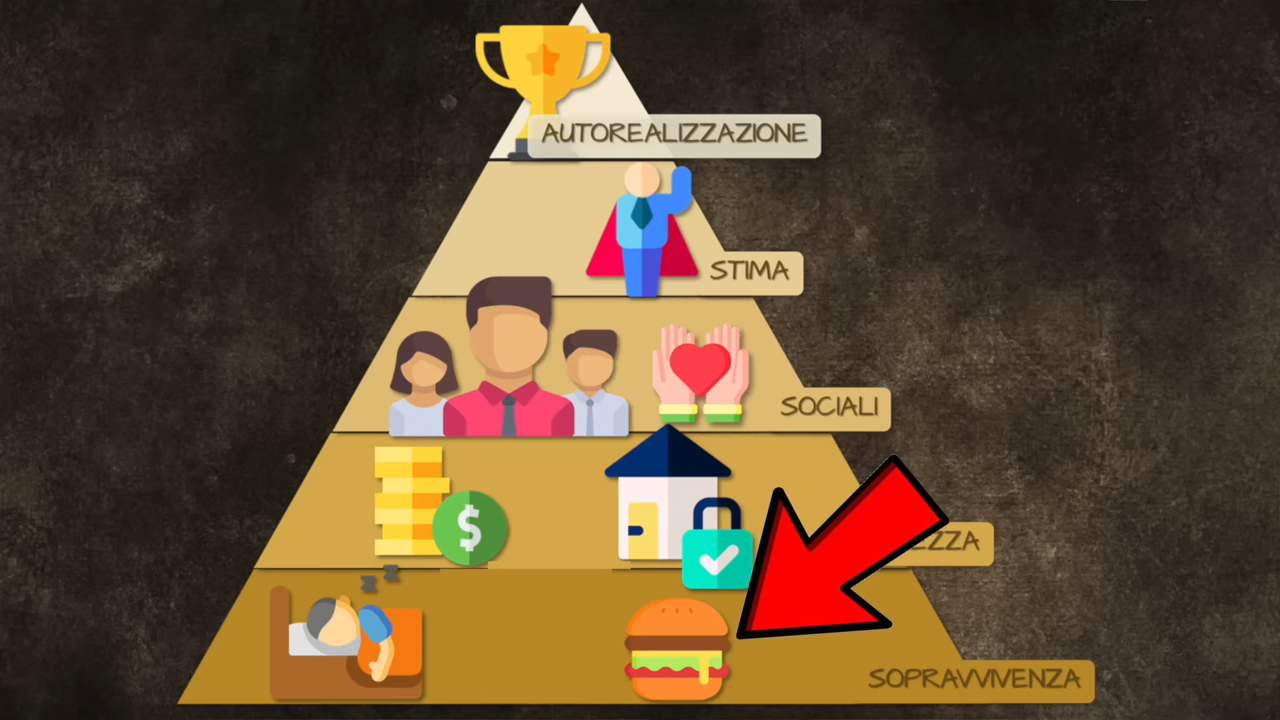 AUTOREALIZZAZIONE
STIMA
SOCIALI
$
SOPRAVVIVENZA